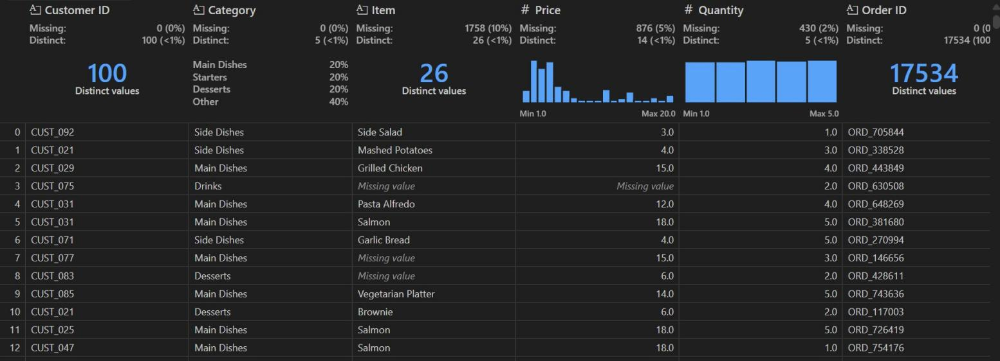 Customer ID Category Item # Price # Quantity Order ID
Missing: 0 (0%) Missing: 0 (0%) Missing: 1758 (10%) Missing: 876 (5%) Missing: 430 (2%) Missing: 0 (0
Distinct: 100 (<1%) Distinct: 5 (<1%) Distinct: 26 (<1%) Distinct: 14 (<1%) Distinct: 5 (<1%) Distinct: 17534 (100
100
Distinct values
Main Dishes 20%
Starters 20%
Desserts 20%
Other 40%
26
Distinct values
Min 1.0 Max 20.0
Min 1.0 Max 5.0
17534
Distinct values
0 CUST_092 Side Dishes Side Salad 3.0 1.0 ORD_705844
1 CUST_021 Side Dishes Mashed Potatoes 4.0 3.0 ORD_338528
2 CUST_029 Main Dishes Grilled Chicken 15.0 4.0 ORD_443849
3 CUST_075 Drinks Missing value Missing value 2.0 ORD_630508
4 CUST_031 Main Dishes Pasta Alfredo 12.0 4.0 ORD_648269
5 CUST_031 Main Dishes Salmon 18.0 5.0 ORD_381680
6 CUST_071 Side Dishes Garlic Bread 4.0 5.0 ORD_270994
7 CUST_077 Main Dishes Missing value 15.0 3.0 ORD_146656
8 CUST_083 Desserts Missing value 6.0 2.0 ORD_428611
9 CUST_085 Main Dishes Vegetarian Platter 14.0 5.0 ORD_743636
10 CUST_021 Desserts Brownie 6.0 2.0 ORD_117003
11 CUST_025 Main Dishes Salmon 18.0 5.0 ORD_726419
12 CUST_047 Main Dishes Salmon 18.0 1.0 ORD_754176